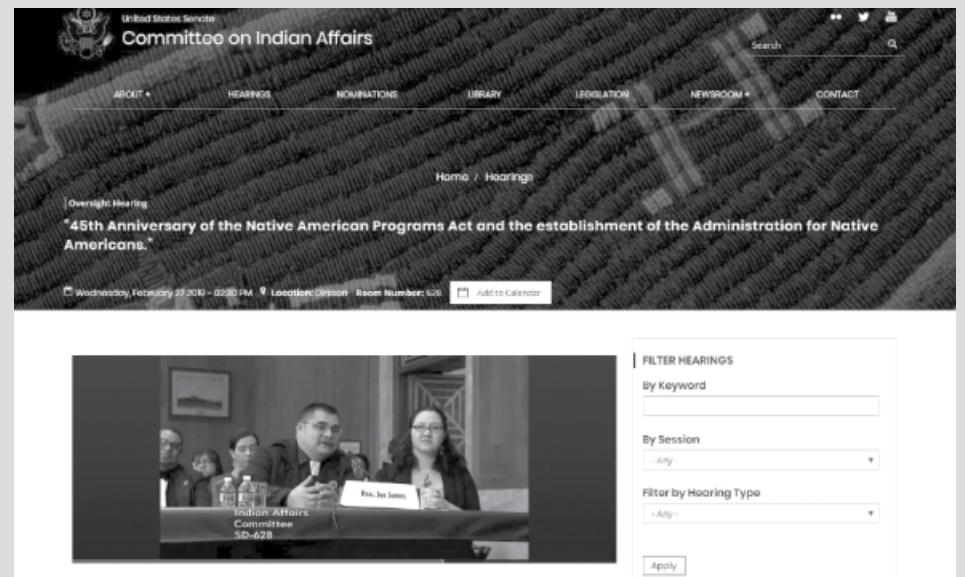 United States Senate
Committee on Indian Affairs
Search
ABOUT + HEARINGS NOMINATIONS LIBRARY LEGISLATION NEWSROOM + CONTACT
Home / Hearings
Oversight Hearing
"45th Anniversary of the Native American Programs Act and the establishment of the Administration for Native
Americans."
Wednesday, February 27 2019 - 02:30 PM Location: Dirksen Room Number: 628 Add to Calendar
FILTER HEARINGS
By Keyword
By Session
- Any -
Filter by Hearing Type
- Any -
Apply
Hon. Joe James
Indian Affairs
Committee
SD-628